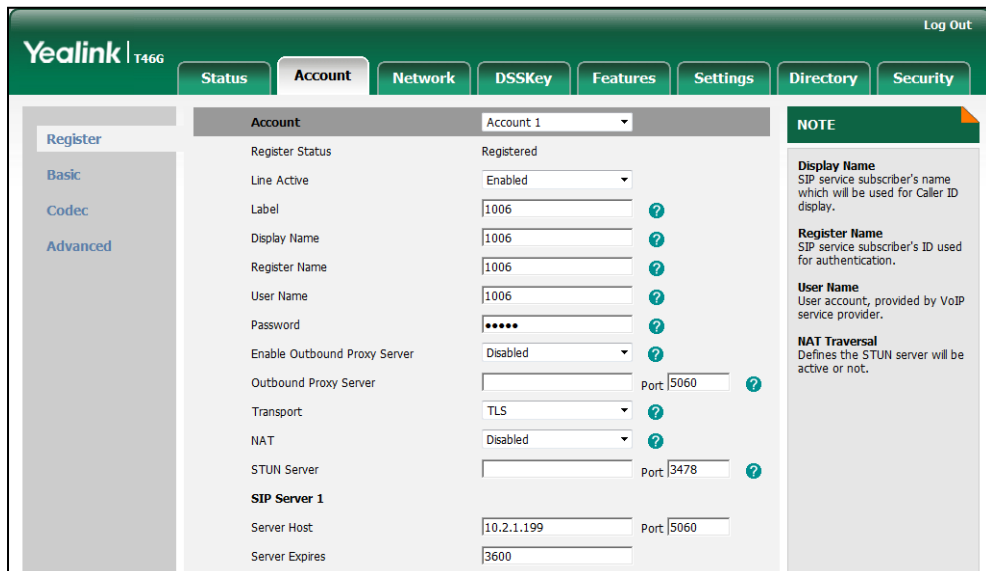 Log Out
Yealink T46G
Status Account Network DSSKey Features Settings Directory Security
Register
Basic
Codec
Advanced
Account Account 1
Register Status Registered
Line Active Enabled
Label 1006 ?
Display Name 1006 ?
Register Name 1006 ?
User Name 1006 ?
Password ••••• ?
Enable Outbound Proxy Server Disabled ?
Outbound Proxy Server Port 5060 ?
Transport TLS ?
NAT Disabled ?
STUN Server Port 3478 ?
SIP Server 1
Server Host 10.2.1.199 Port 5060
Server Expires 3600
NOTE
Display Name
SIP service subscriber's name
which will be used for Caller ID
display.
Register Name
SIP service subscriber's ID used
for authentication.
User Name
User account, provided by VoIP
service provider.
NAT Traversal
Defines the STUN server will be
active or not.